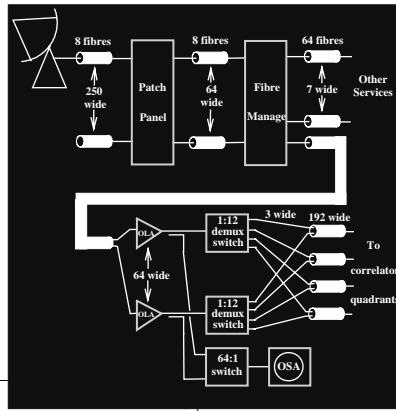 8 fibres
8 fibres
64 fibres
250
wide
Patch
Panel
64
wide
Fibre
Manage
7 wide
Other
Services
1:12
demux
switch
3 wide
192 wide
OLA
64 wide
To
correlator
quadrants
OLA
1:12
demux
switch
64:1
switch
OSA